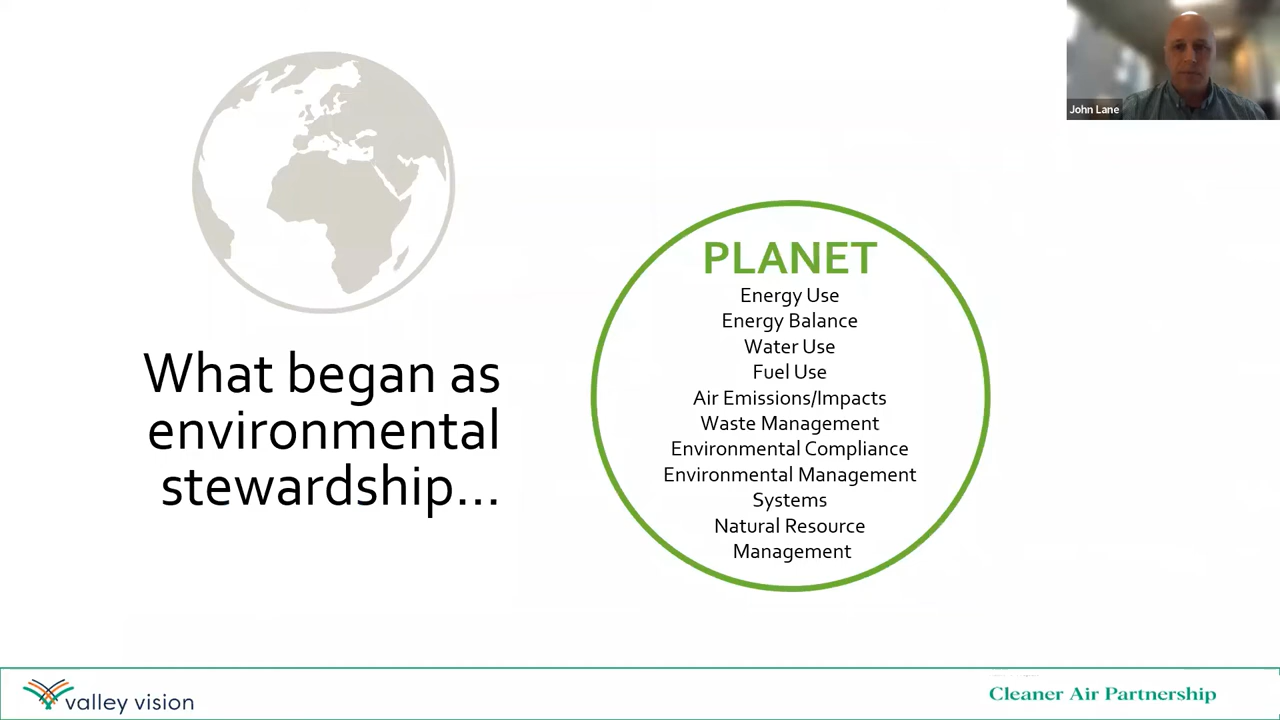 John Lane
What began as
environmental
stewardship...
PLANET
Energy Use
Energy Balance
Water Use
Fuel Use
Air Emissions/Impacts
Waste Management
Environmental Compliance
Environmental Management
Systems
Natural Resource
Management
valley vision
Cleaner Air Partnership